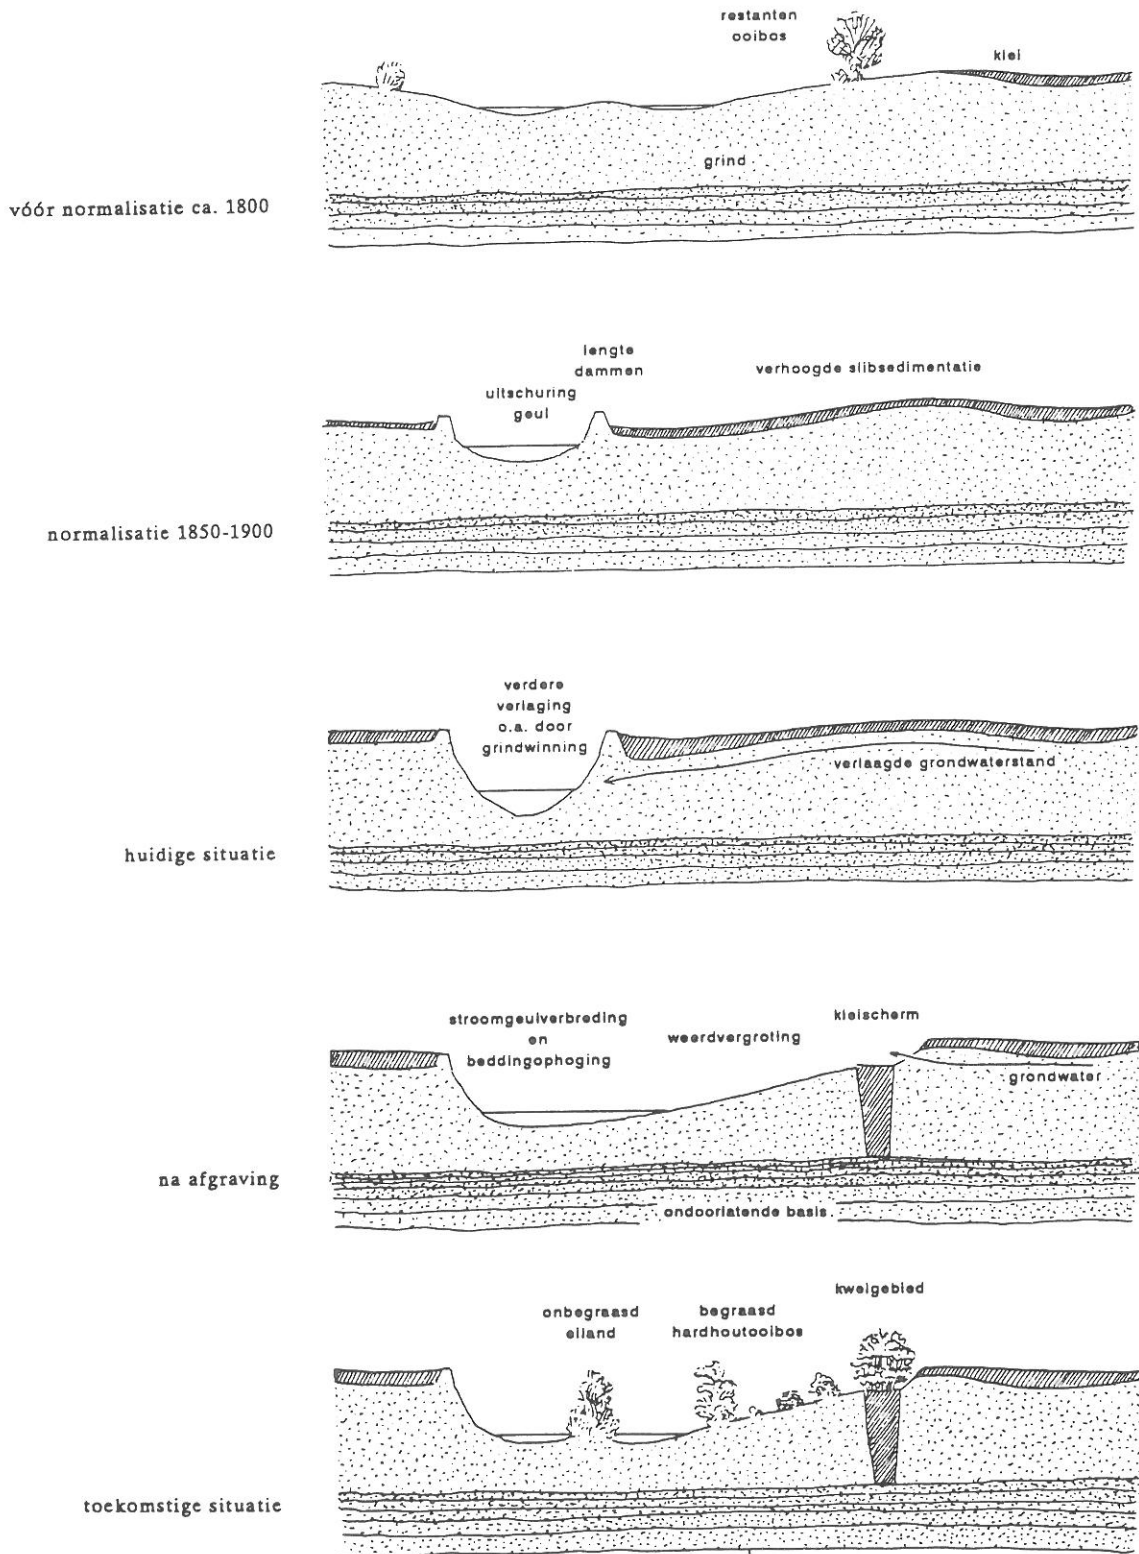 restanten
ooibos
klei
grind
vóór normalisatie ca. 1800
lengte
dammen
verhoogde slibsedimentatie
uitschuring
geul
normalisatie 1850-1900
verdere
verlaging
o.a. door
grindwinning
verlaagde grondwaterstand
huidige situatie
stroomgeulverbreding
en
beddingophoging
weerdvergroting
kleischerm
grondwater
na afgraving
ondoorlatende basis
kwelgebied
onbegraasd
eiland
begraasd
hardhoutooibos
toekomstige situatie